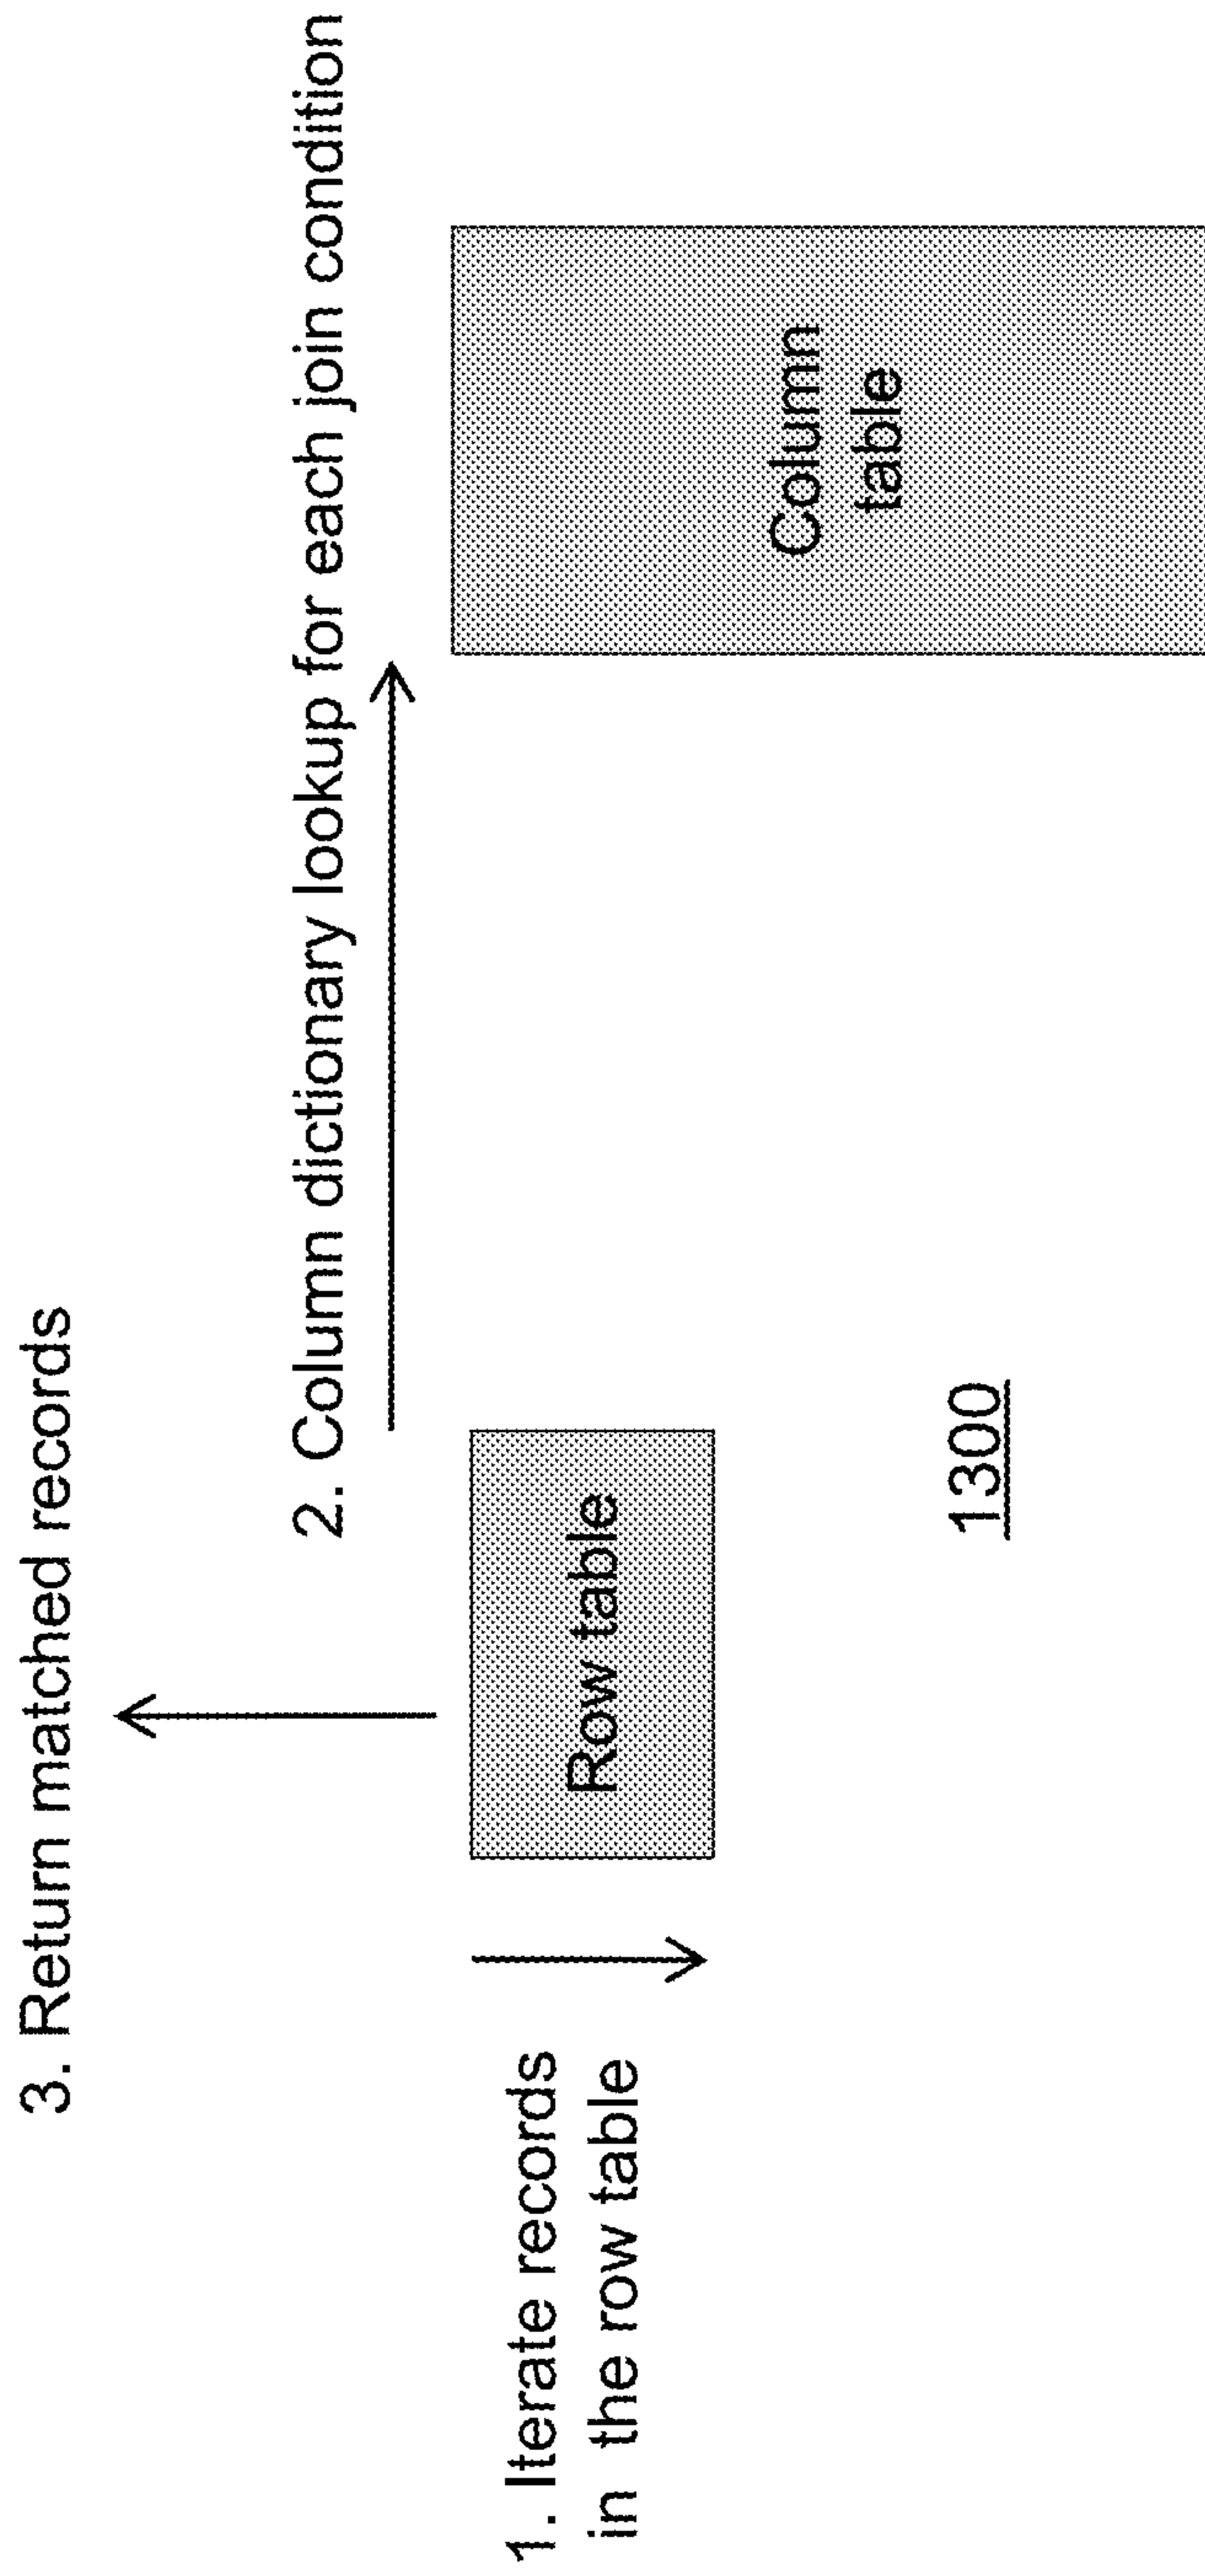 3. Return matched records
2. Column dictionary lookup for each join condition
1. Iterate records
in the row table
Row table
Column
table
1300